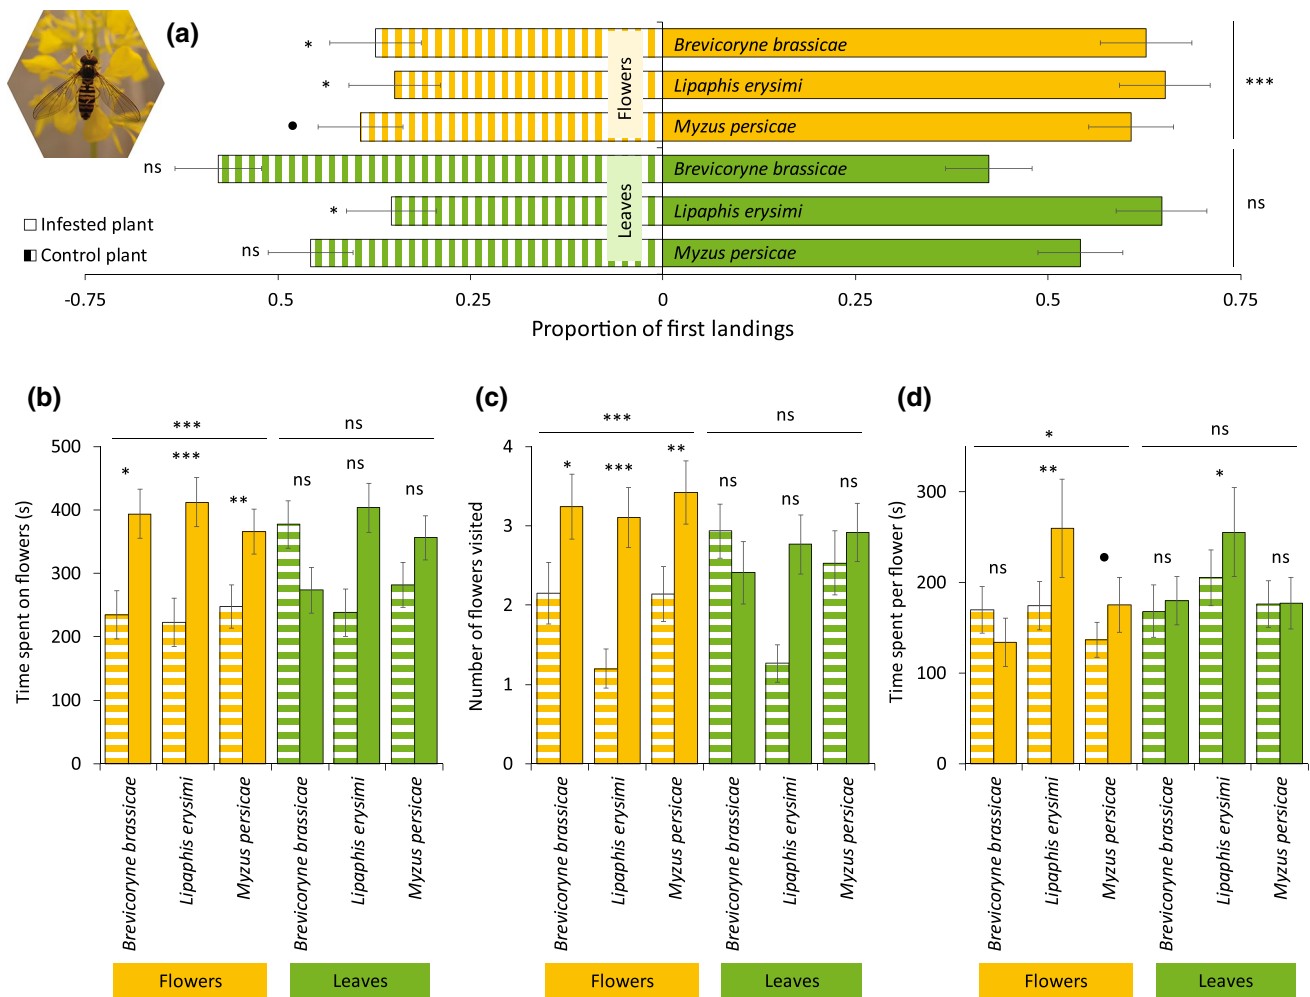 (a)
*
Brevicoryne brassicae
*
Lipaphis erysimi
***
●
Myzus persicae
Flowers
ns
Brevicoryne brassicae
*
Lipaphis erysimi
ns
ns
Myzus persicae
Leaves
Infested plant
Control plant
-0.75 0.5 0.25 0 0.25 0.5 0.75
Proportion of first landings
(b)
*** ns
* *** ** ns ns ns
Time spent on flowers (s)
500
400
300
200
100
0
Brevicoryne brassicae
Lipaphis erysimi
Myzus persicae
Brevicoryne brassicae
Lipaphis erysimi
Myzus persicae
Flowers Leaves
(c)
*** ns
* *** ** ns ns ns
Number of flowers visited
4
3
2
1
0
Brevicoryne brassicae
Lipaphis erysimi
Myzus persicae
Brevicoryne brassicae
Lipaphis erysimi
Myzus persicae
Flowers Leaves
(d)
* ns
ns ** ● ns * ns
Time spent per flower (s)
300
200
100
0
Brevicoryne brassicae
Lipaphis erysimi
Myzus persicae
Brevicoryne brassicae
Lipaphis erysimi
Myzus persicae
Flowers Leaves